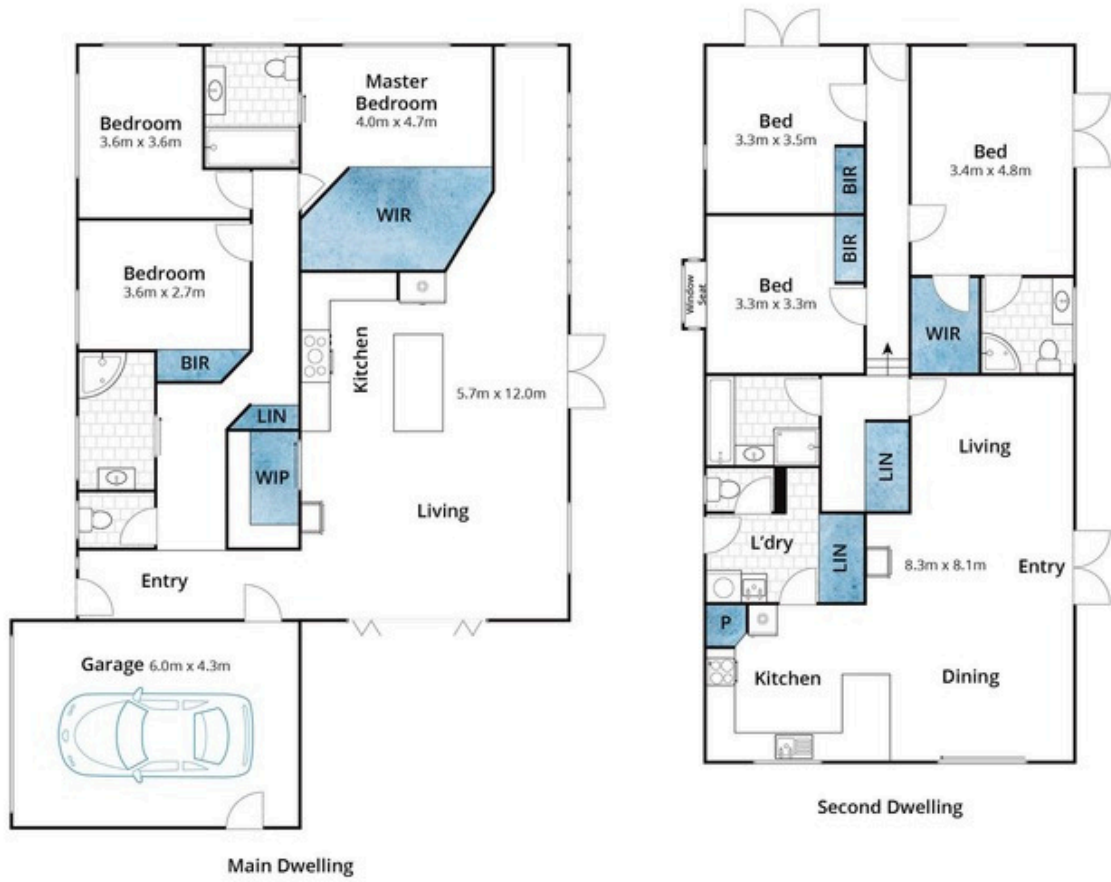 Bedroom
3.6m x 3.6m
Master
Bedroom
4.0m x 4.7m
WIR
Bedroom
3.6m x 2.7m
BIR
Kitchen
5.7m x 12.0m
LIN
WIP
Living
Entry
Garage 6.0m x 4.3m
Main Dwelling
Bed
3.3m x 3.5m
BIR
Bed
3.4m x 4.8m
BIR
Bed
3.3m x 3.3m
Window
Seat
WIR
Living
LIN
L'dry
LIN
8.3m x 8.1m
Entry
P
Kitchen
Dining
Second Dwelling